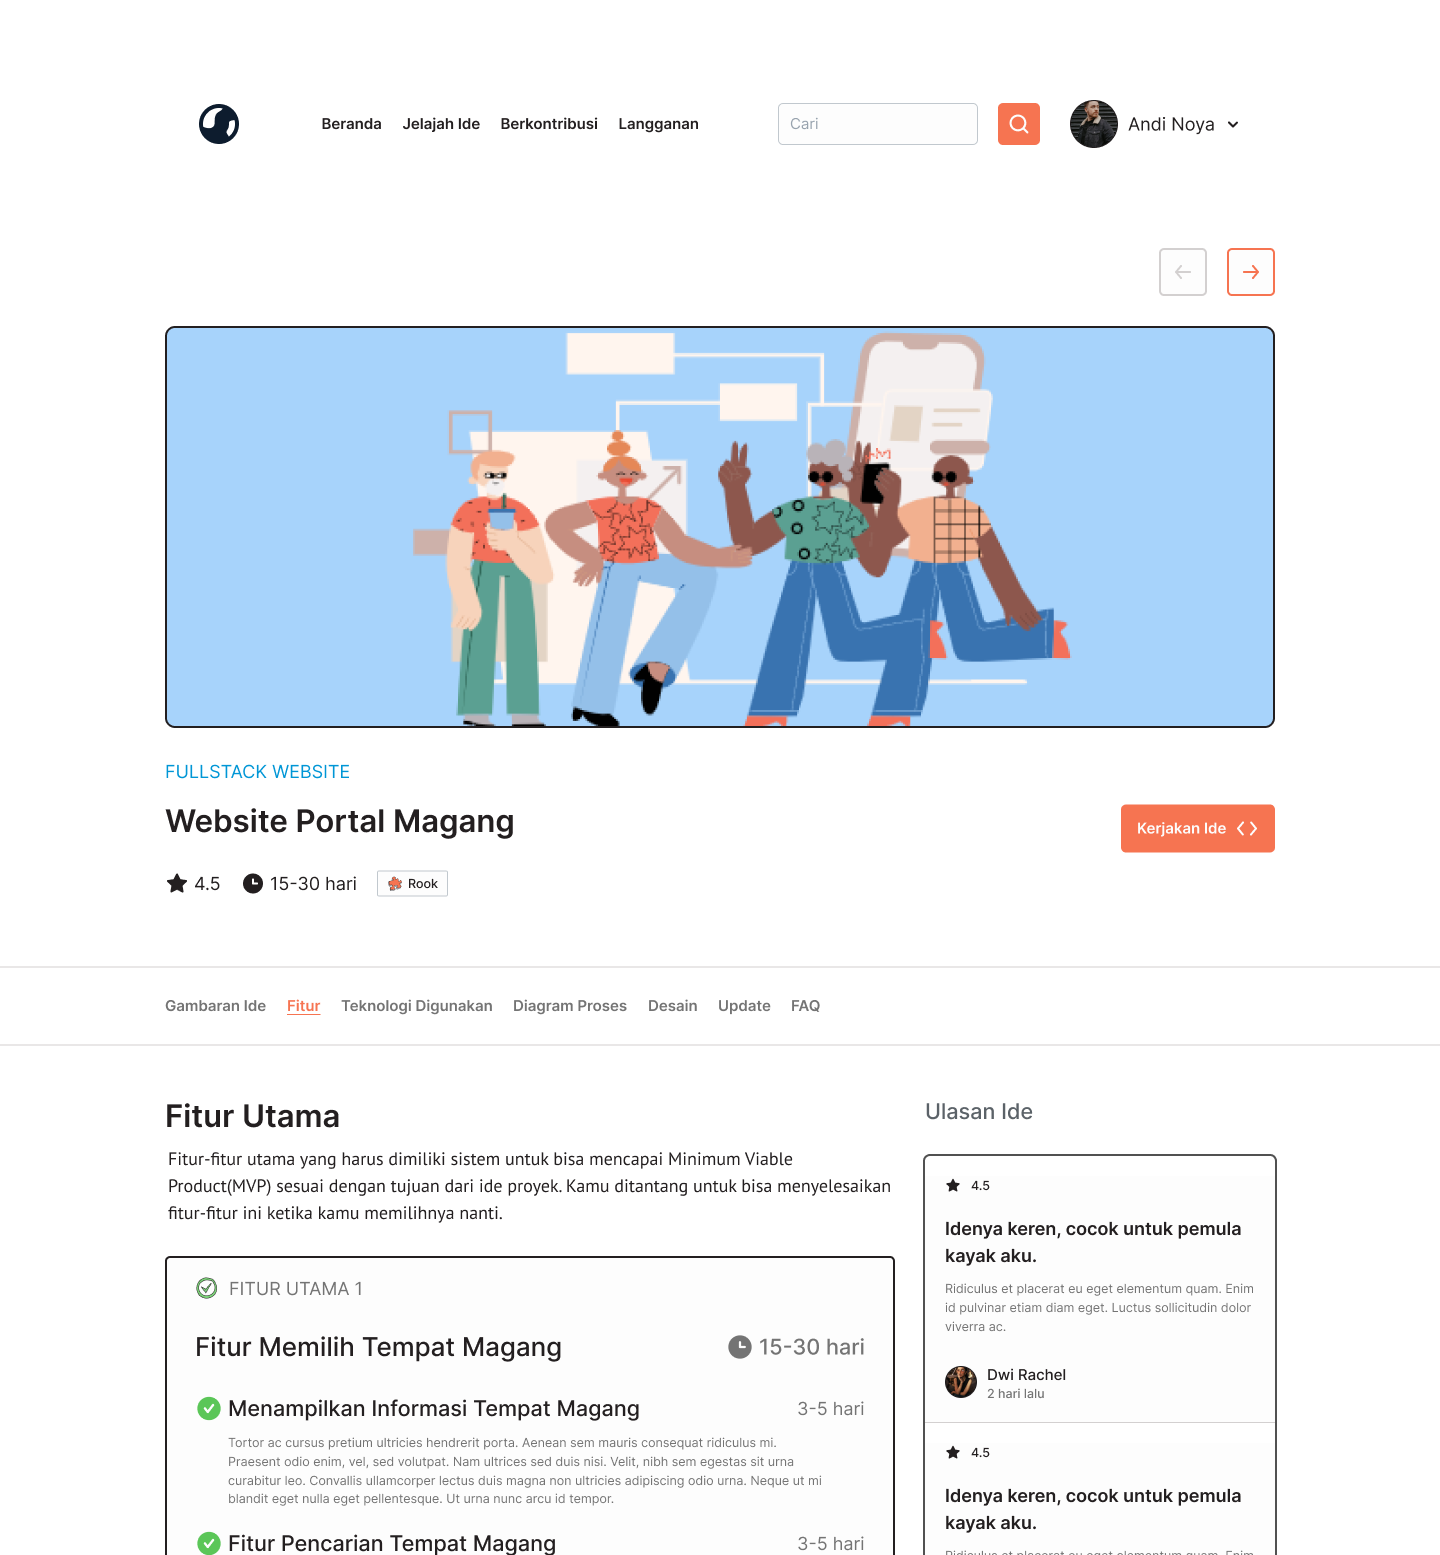 Beranda Jelajah Ide Berkontribusi Langganan Cari Andi Noya
FULLSTACK WEBSITE
Website Portal Magang
Kerjakan Ide
4.5 15-30 hari Rook
Gambaran Ide Fitur Teknologi Digunakan Diagram Proses Desain Update FAQ
Fitur Utama
Fitur-fitur utama yang harus dimiliki sistem untuk bisa mencapai Minimum Viable
Product(MVP) sesuai dengan tujuan dari ide proyek. Kamu ditantang untuk bisa menyelesaikan
fitur-fitur ini ketika kamu memilihnya nanti.
FITUR UTAMA 1
Fitur Memilih Tempat Magang 15-30 hari
Menampilkan Informasi Tempat Magang 3-5 hari
Tortor ac cursus pretium ultricies hendrerit porta. Aenean sem mauris consequat ridiculus mi.
Praesent odio enim, vel, sed volutpat. Nam ultrices sed duis nisi. Velit, nibh sem egestas sit urna
curabitur leo. Convallis ullamcorper lectus duis magna non ultricies adipiscing odio urna. Neque ut mi
blandit eget nulla eget pellentesque. Ut urna nunc arcu id tempor.
Fitur Pencarian Tempat Magang 3-5 hari
Ulasan Ide
4.5
Idenya keren, cocok untuk pemula
kayak aku.
Ridiculus et placerat eu eget elementum quam. Enim
id pulvinar etiam diam eget. Luctus sollicitudin dolor
viverra ac.
Dwi Rachel
2 hari lalu
4.5
Idenya keren, cocok untuk pemula
kayak aku.
Ridiculus et placerat eu eget elementum quam. Enim